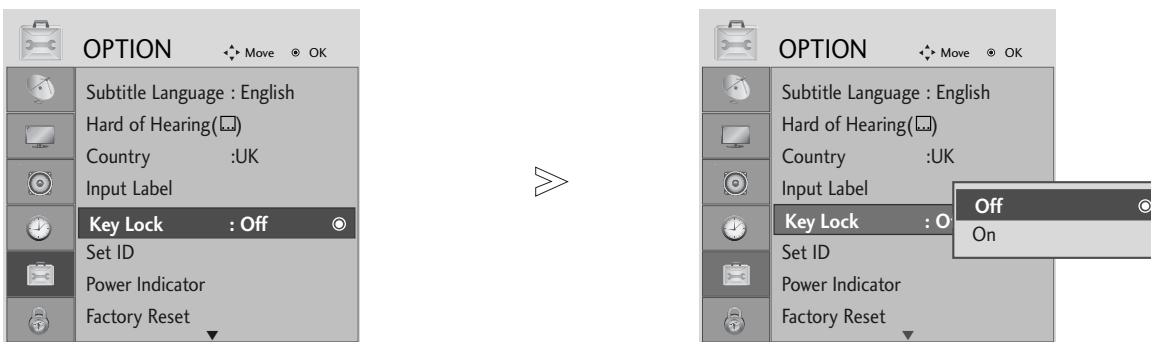 OPTION Move OK
Subtitle Language : English
Hard of Hearing( )
Country :UK
Input Label
Key Lock : Off
Set ID
Power Indicator
Factory Reset
OPTION Move OK
Subtitle Language : English
Hard of Hearing( )
Country :UK
Input Label
Key Lock : O
Off
On
Set ID
Power Indicator
Factory Reset